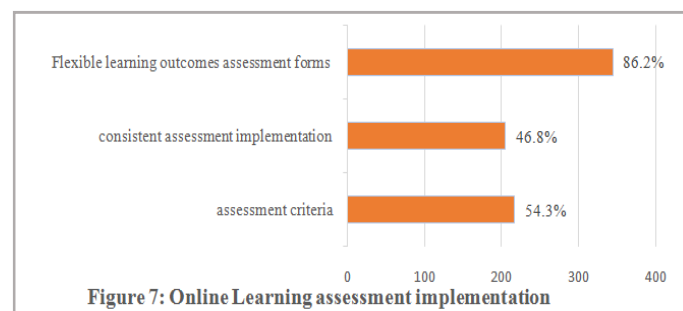 Flexible learning outcomes assessment forms 86.2%
consistent assessment implementation 46.8%
assessment criteria 54.3%
0 100 200 300 400
Figure 7: Online Learning assessment implementation